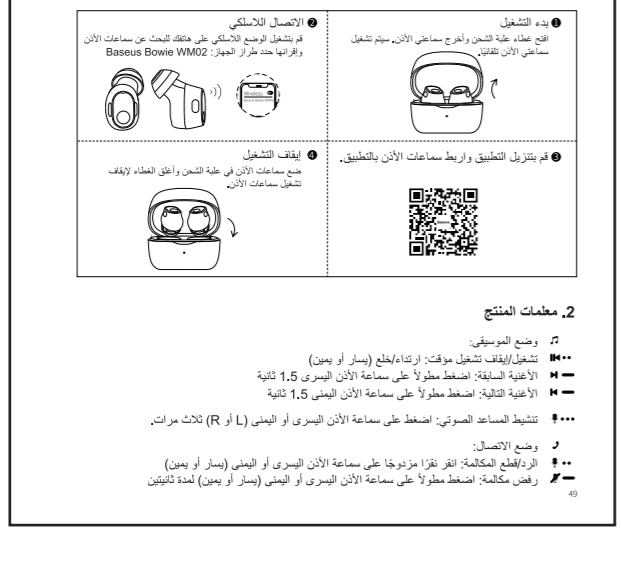 ❶ بدء التشغيل
افتح غطاء علبة الشحن وأخرج سماعتي الأذن. سيتم تشغيل
سماعتي الأذن تلقائيًا.
❷ الاتصال اللاسلكي
قم بتشغيل الوضع اللاسلكي على هاتفك للبحث عن سماعات الأذن
وإقرانها حدد طراز الجهاز: Baseus Bowie WM02
Wireless
Baseus Bowie WM02
❸ قم بتنزيل التطبيق واربط سماعات الأذن بالتطبيق.
❹ إيقاف التشغيل
ضع سماعات الأذن في علبة الشحن وأغلق الغطاء لإيقاف
تشغيل سماعات الأذن.
2. معلمات المنتج
وضع الموسيقى:
تشغيل/إيقاف تشغيل مؤقت: ارتداء/خلع (يسار أو يمين)
الأغنية السابقة: اضغط مطولاً على سماعة الأذن اليسرى 1.5 ثانية
الأغنية التالية: اضغط مطولاً على سماعة الأذن اليمنى 1.5 ثانية
تنشيط المساعد الصوتي: اضغط على سماعة الأذن اليسرى أو اليمنى (L أو R) ثلاث مرات.
وضع الاتصال:
الرد/قطع المكالمة: انقر نقرًا مزدوجًا على سماعة الأذن اليسرى أو اليمنى (يسار أو يمين)
رفض مكالمة: اضغط مطولاً على سماعة الأذن اليسرى أو اليمنى (يسار أو يمين) لمدة ثانيتين
49